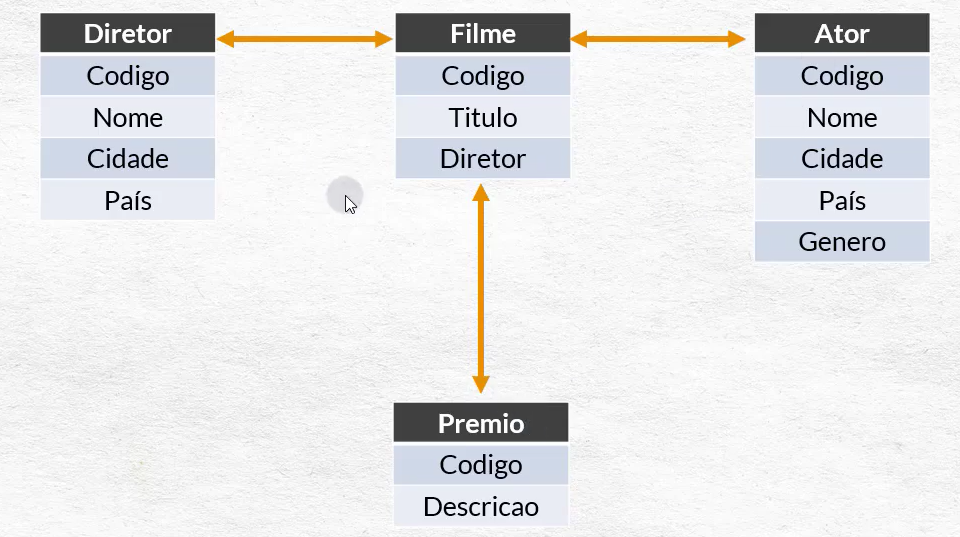 Diretor
Codigo
Nome
Cidade
País
Filme
Codigo
Titulo
Diretor
Ator
Codigo
Nome
Cidade
País
Genero
Premio
Codigo
Descricao